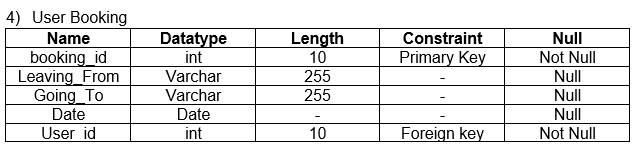 4) User Booking
Name Datatype Length Constraint Null
booking_id int 10 Primary Key Not Null
Leaving_From Varchar 255 - Null
Going_To Varchar 255 - Null
Date Date - - Null
User_id int 10 Foreign key Not Null